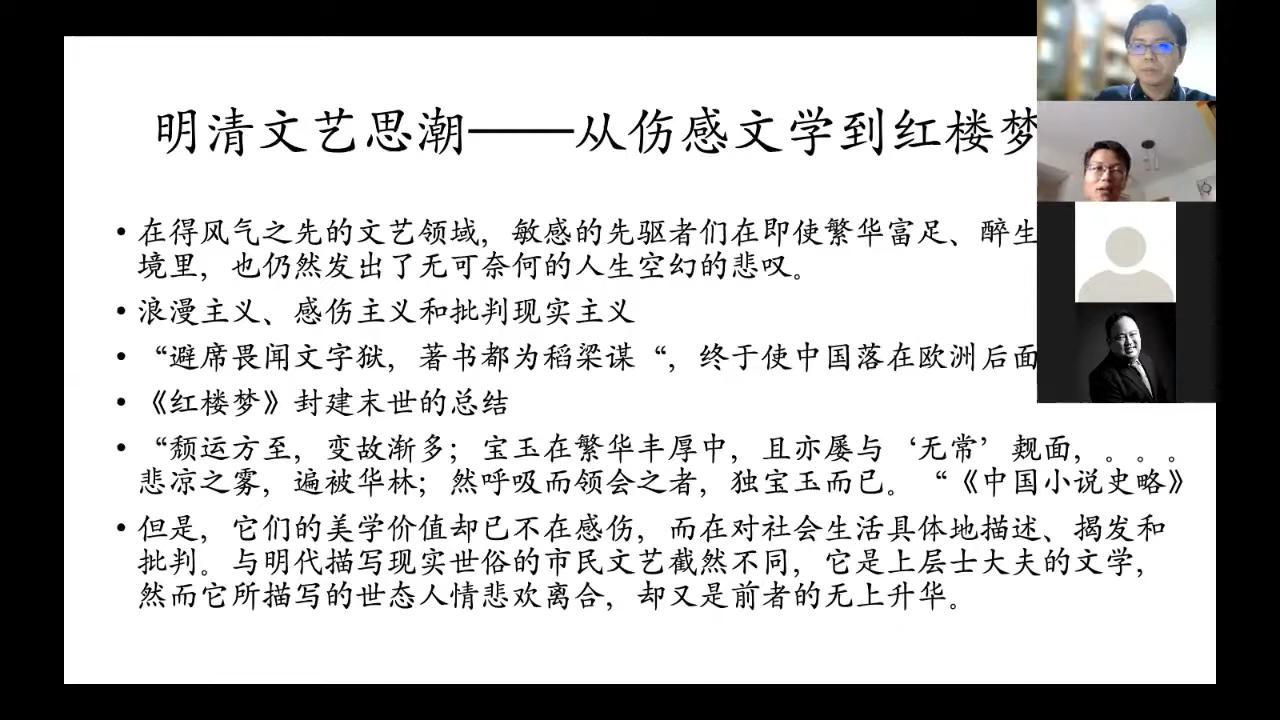 明清文艺思潮——从伤感文学到红楼梦
• 在得风气之先的文艺领域，敏感的先驱者们在即使繁华富足、醉生
境里，也仍然发出了无可奈何的人生空幻的悲叹。
• 浪漫主义、感伤主义和批判现实主义
• “避席畏闻文字狱，著书都为稻梁谋“，终于使中国落在欧洲后面
• 《红楼梦》封建末世的总结
• “颓运方至，变故渐多；宝玉在繁华丰厚中，且亦屡与‘无常’觌面，。。。
悲凉之雾，遍被华林；然呼吸而领会之者，独宝玉而已。“《中国小说史略》
• 但是，它们的美学价值却已不在感伤，而在对社会生活具体地描述、揭发和
批判。与明代描写现实世俗的市民文艺截然不同，它是上层士大夫的文学，
然而它所描写的世态人情悲欢离合，却又是前者的无上升华。